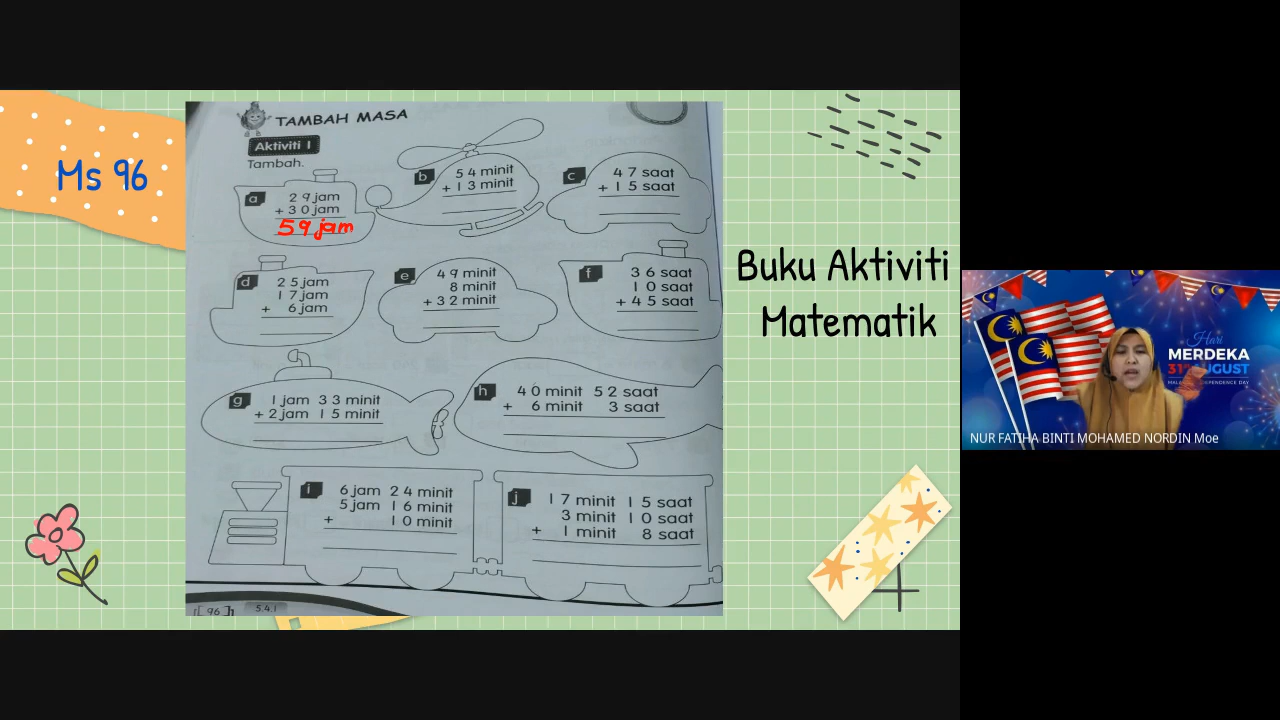 Ms 96
TAMBAH MASA
Aktiviti 1
Tambah.
a
29 jam
+ 30 jam
59 jam
b
54 minit
+ 13 minit
c
47 saat
+ 15 saat
d
25 jam
17 jam
+ 6 jam
e
49 minit
8 minit
+ 32 minit
f
36 saat
10 saat
+ 45 saat
g
1 jam 33 minit
+ 2 jam 15 minit
h
40 minit 52 saat
+ 6 minit 3 saat
i
6 jam 24 minit
5 jam 16 minit
+ 10 minit
j
17 minit 15 saat
3 minit 10 saat
+ 1 minit 8 saat
96
5.4.1
Buku Aktiviti
Matematik
Hari
MERDEKA
31 AUGUST
NUR FATIHA BINTI MOHAMED NORDIN Moe